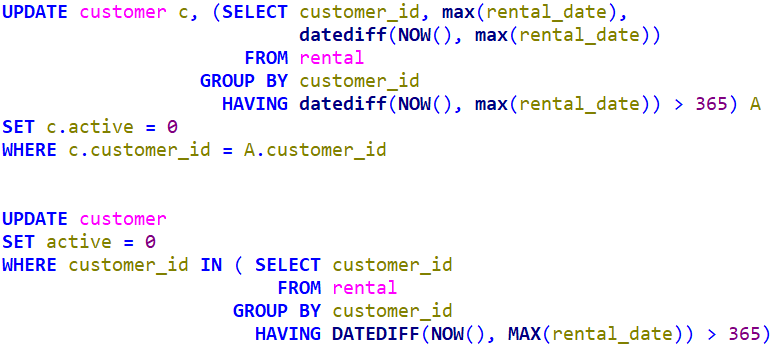 UPDATE customer c, (SELECT customer_id, max(rental_date),
datediff(NOW(), max(rental_date))
FROM rental
GROUP BY customer_id
HAVING datediff(NOW(), max(rental_date)) > 365) A
SET c.active = 0
WHERE c.customer_id = A.customer_id
UPDATE customer
SET active = 0
WHERE customer_id IN ( SELECT customer_id
FROM rental
GROUP BY customer_id
HAVING DATEDIFF(NOW(), MAX(rental_date)) > 365)